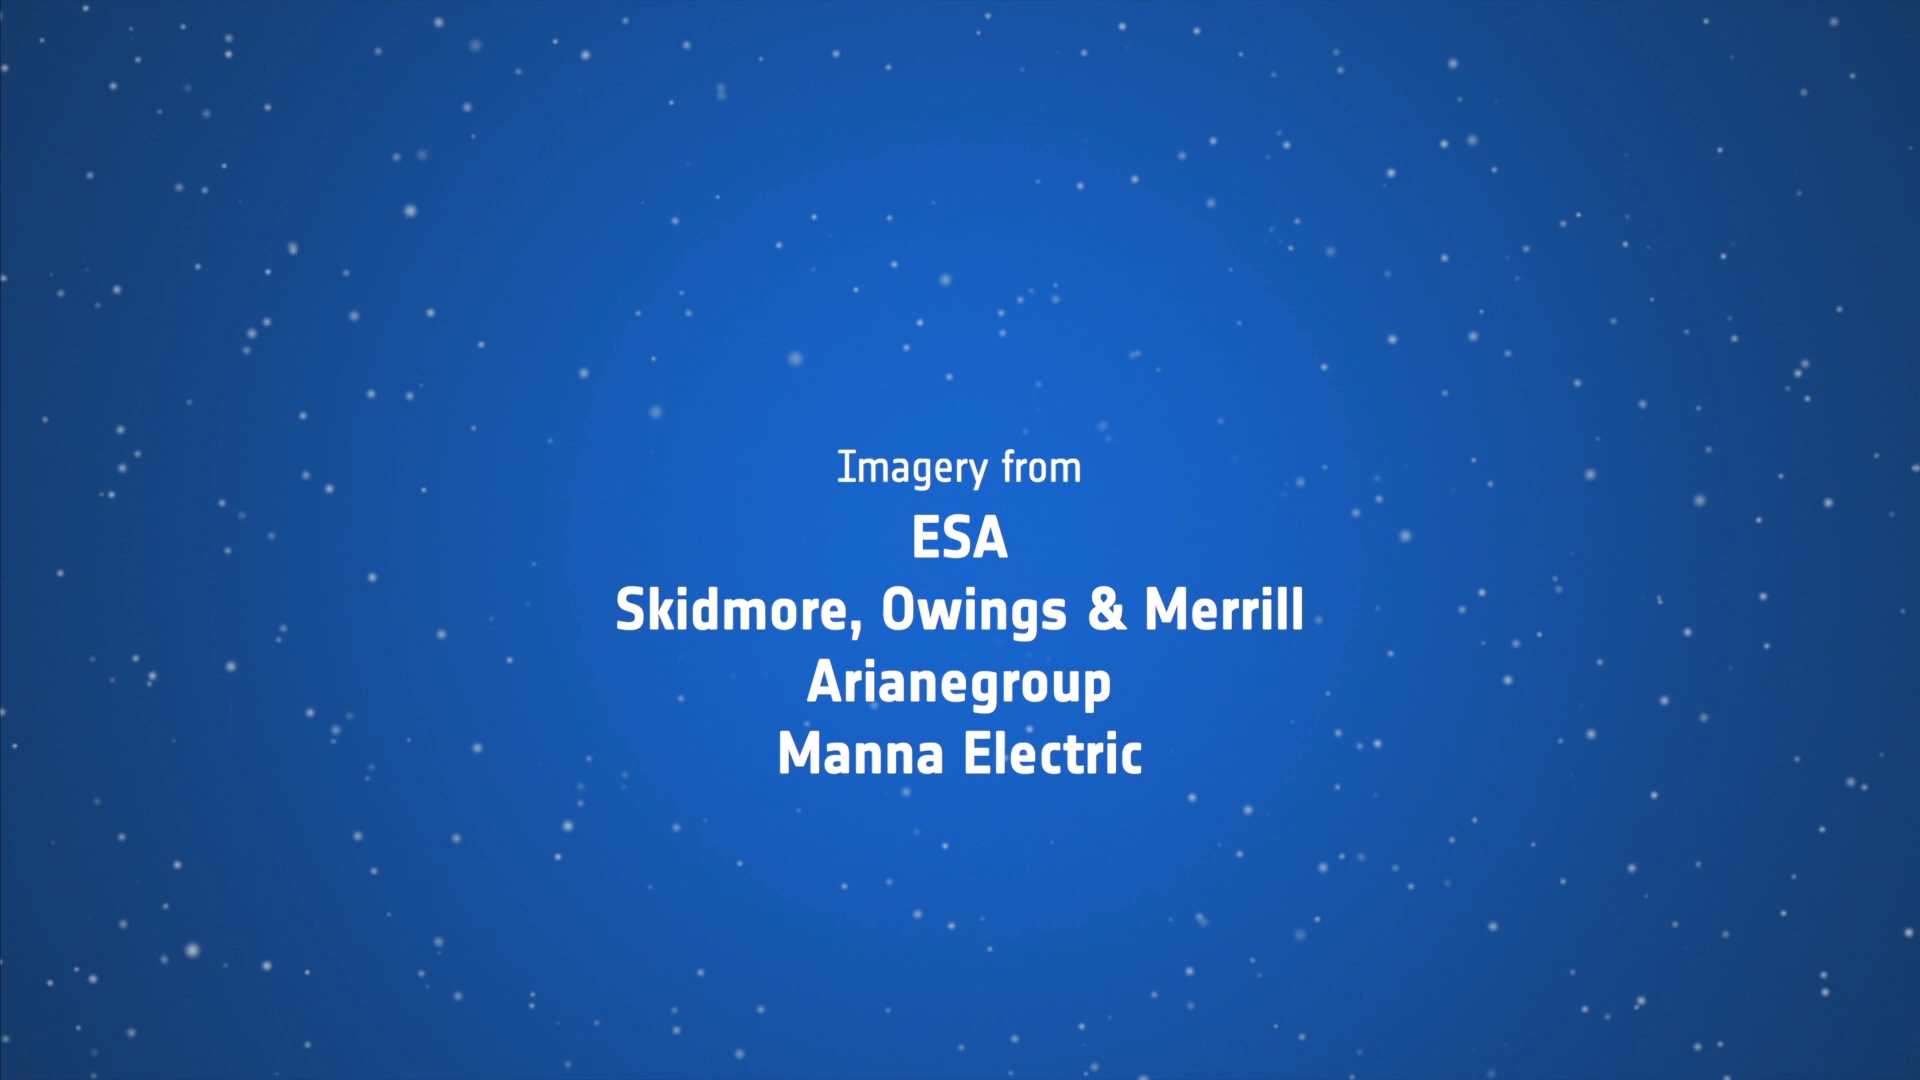 Imagery from
ESA
Skidmore, Owings & Merrill
Arianegroup
Manna Electric